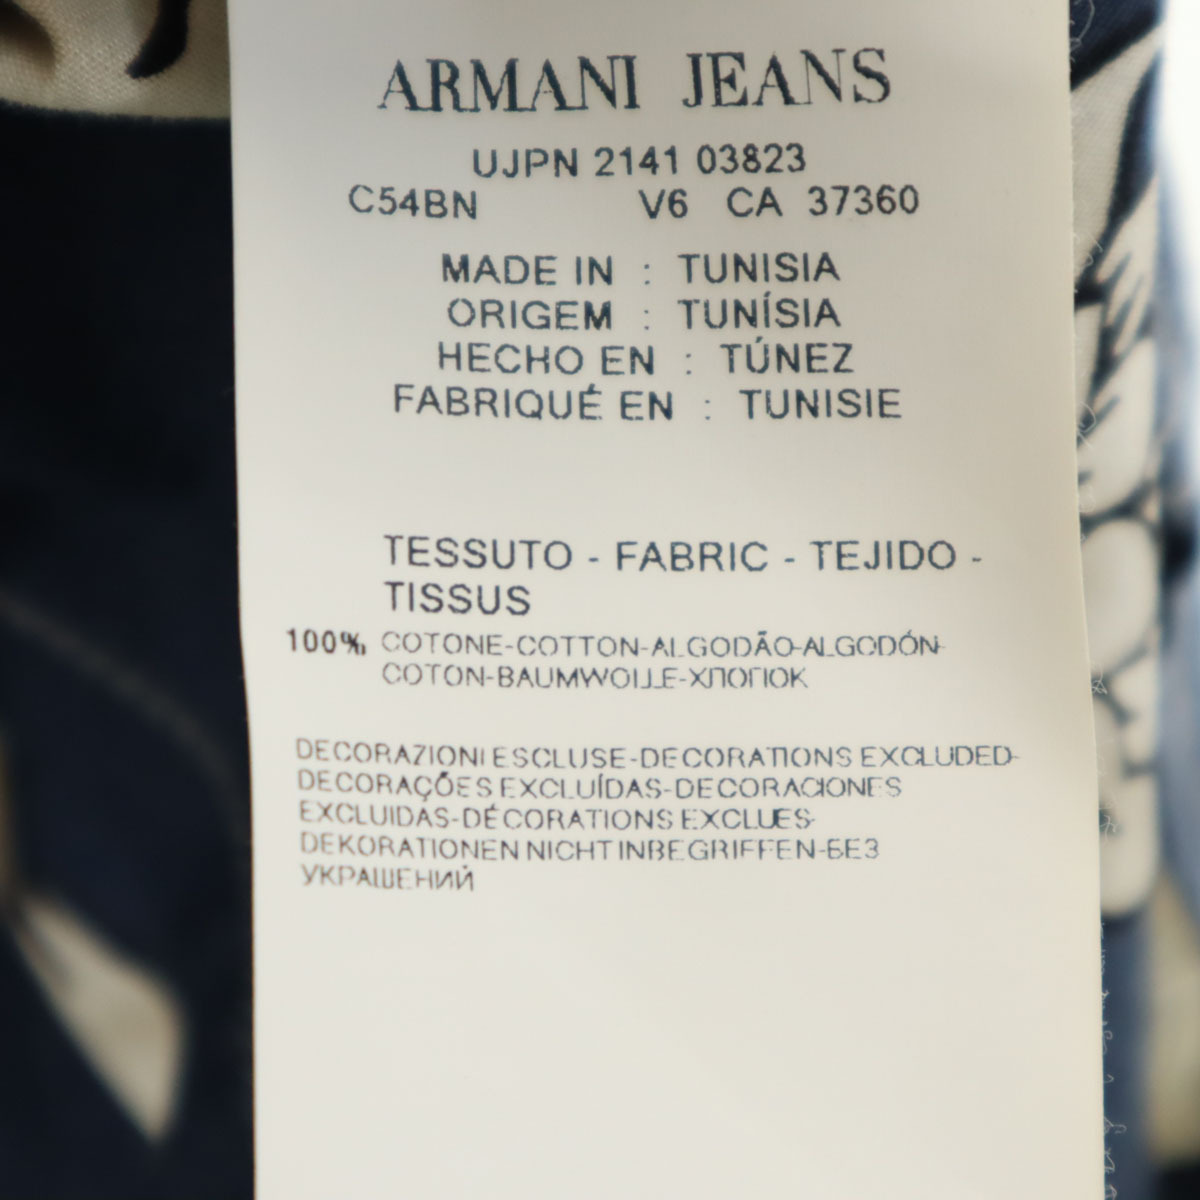 ARMANI JEANS
UJPN 2141 03823
C54BN V6 CA 37360
MADE IN : TUNISIA
ORIGEM : TUNÍSIA
HECHO EN : TÚNEZ
FABRIQUÉ EN : TUNISIE
TESSUTO - FABRIC - TEJIDO -
TISSUS
100% COTONE-COTTON-ALGODÃO-ALGODÓN-
COTON-BAUMWOLLE-ХЛОПОК
DECORAZIONI ESCLUSE-DECORATIONS EXCLUDED-
DECORAÇÕES EXCLUÍDAS-DECORACIONES
EXCLUIDAS-DÉCORATIONS EXCLUES-
DEKORATIONEN NICHT INBEGRIFFEN-БЕЗ
УКРАШЕНИЙ